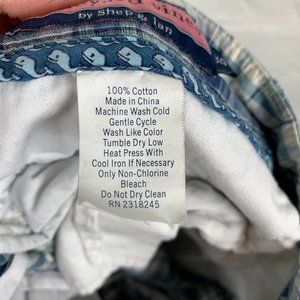 by shep & Ian
100% Cotton
Made in China
Machine Wash Cold
Gentle Cycle
Wash Like Color
Tumble Dry Low
Heat Press With
Cool Iron If Necessary
Only Non-Chlorine
Bleach
Do Not Dry Clean
RN 2318245